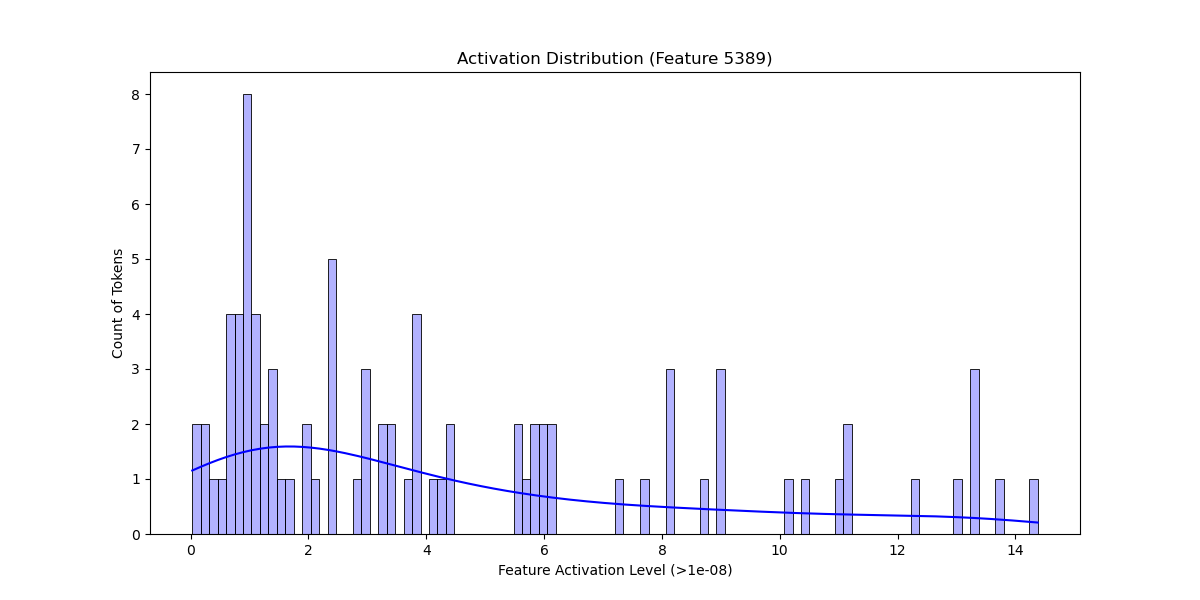 Activation Distribution (Feature 5389)
8
7
6
5
4
3
2
1
0
Count of Tokens
0 2 4 6 8 10 12 14
Feature Activation Level (>1e-08)